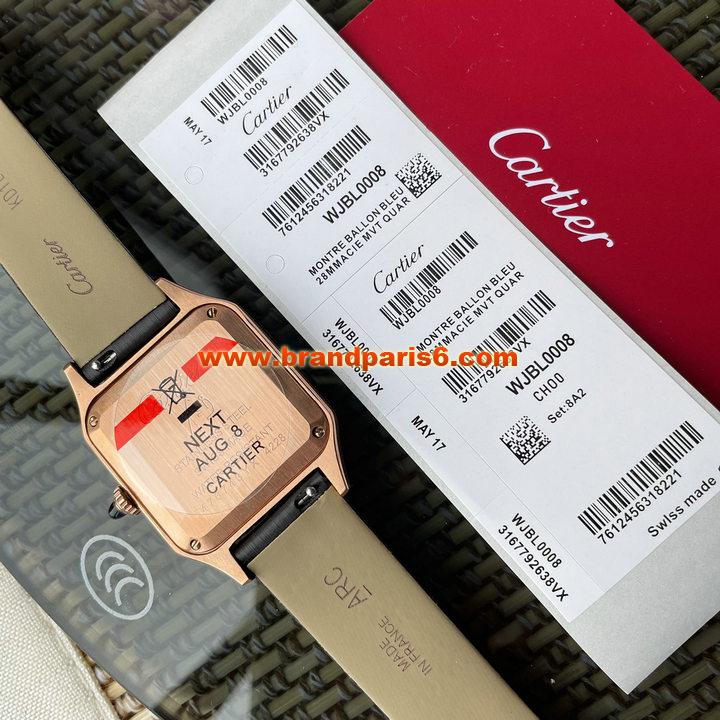 MAY 17
WJBL0008
Cartier
3167792638VX
7612456318221
WJBL0008
MONTRE BALLON BLEU
28MMACIE MVT QUAR
Cartier
WJBL0008
MONTRE BALLON BLEU
28MMACIE MVT QUAR
3167792638VX
WJBL0008
CHOO
Set:8A2
MAY 17
WJBL0008
3167792638VX
7612456318221
Swiss made
Cartier
www.brandparis6.com
Cartier
NEXT
AUG. 8
CARTIER
4228
ARC
MADE
IN FRANCE